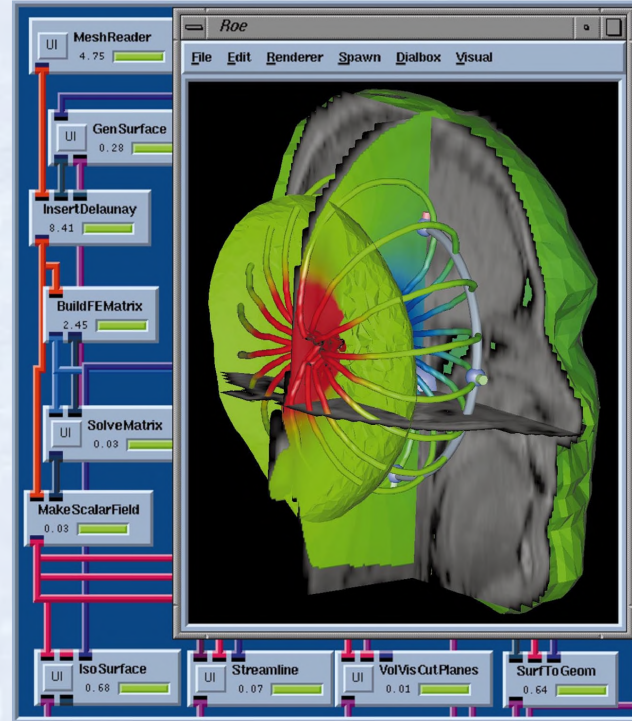 MeshReader
UI
4.75
Roe
File Edit Renderer Spawn Dialbox Visual
GenSurface
UI
0.28
InsertDelaunay
8.41
BuildFEMatrix
2.45
SolveMatrix
UI
0.03
MakeScalarField
0.03
IsoSurface
UI
0.68
Streamline
UI
0.07
VolVisCutPlanes
UI
0.01
SurfToGeom
0.64